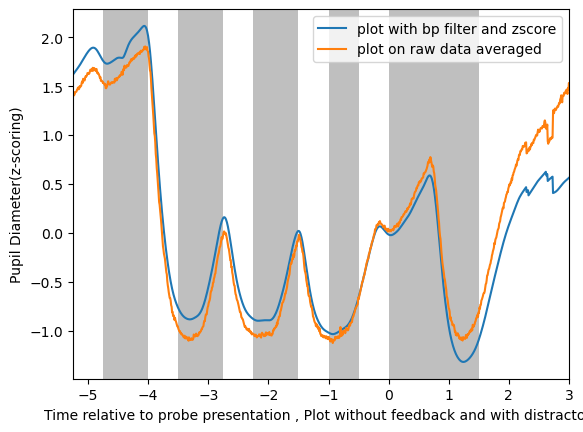 plot with bp filter and zscore
plot on raw data averaged
Pupil Diameter(z-scoring)
2.0
1.5
1.0
0.5
0.0
−0.5
−1.0
−5 −4 −3 −2 −1 0 1 2 3
Time relative to probe presentation , Plot without feedback and with distracto